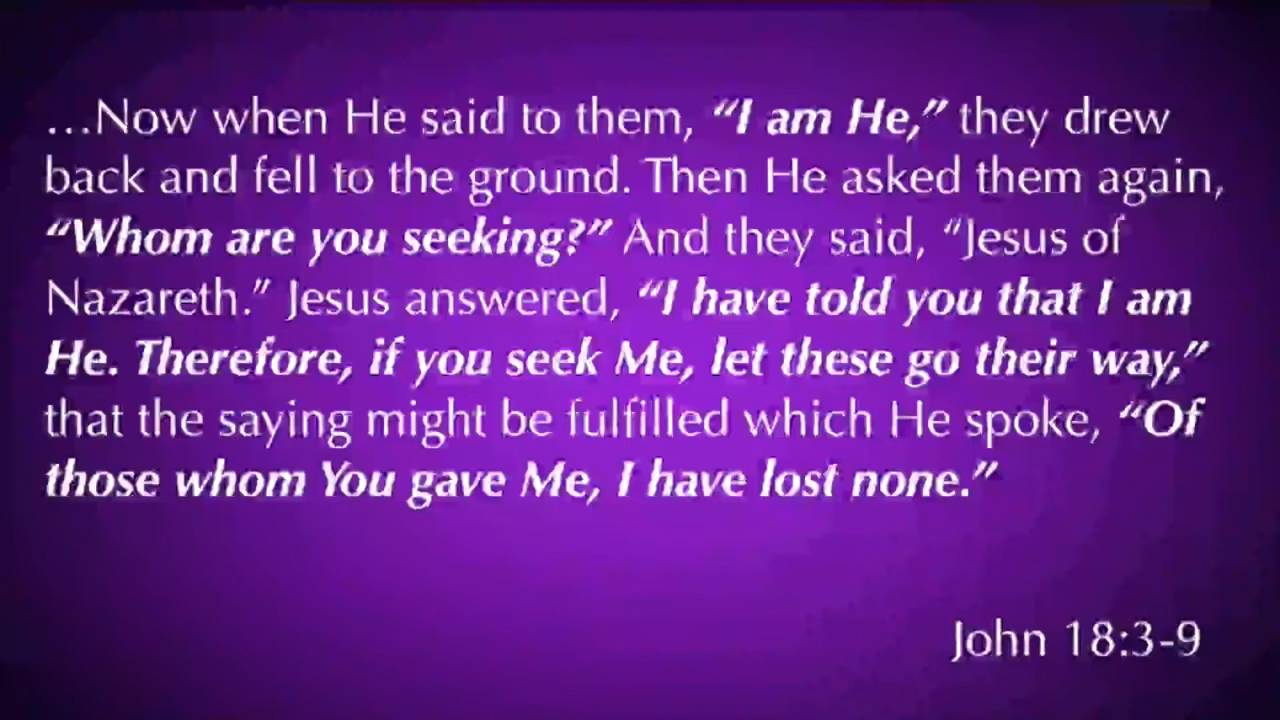 …Now when He said to them, “I am He,” they drew
back and fell to the ground. Then He asked them again,
“Whom are you seeking?” And they said, “Jesus of
Nazareth.” Jesus answered, “I have told you that I am
He. Therefore, if you seek Me, let these go their way,”
that the saying might be fulfilled which He spoke, “Of
those whom You gave Me, I have lost none.”
John 18:3-9